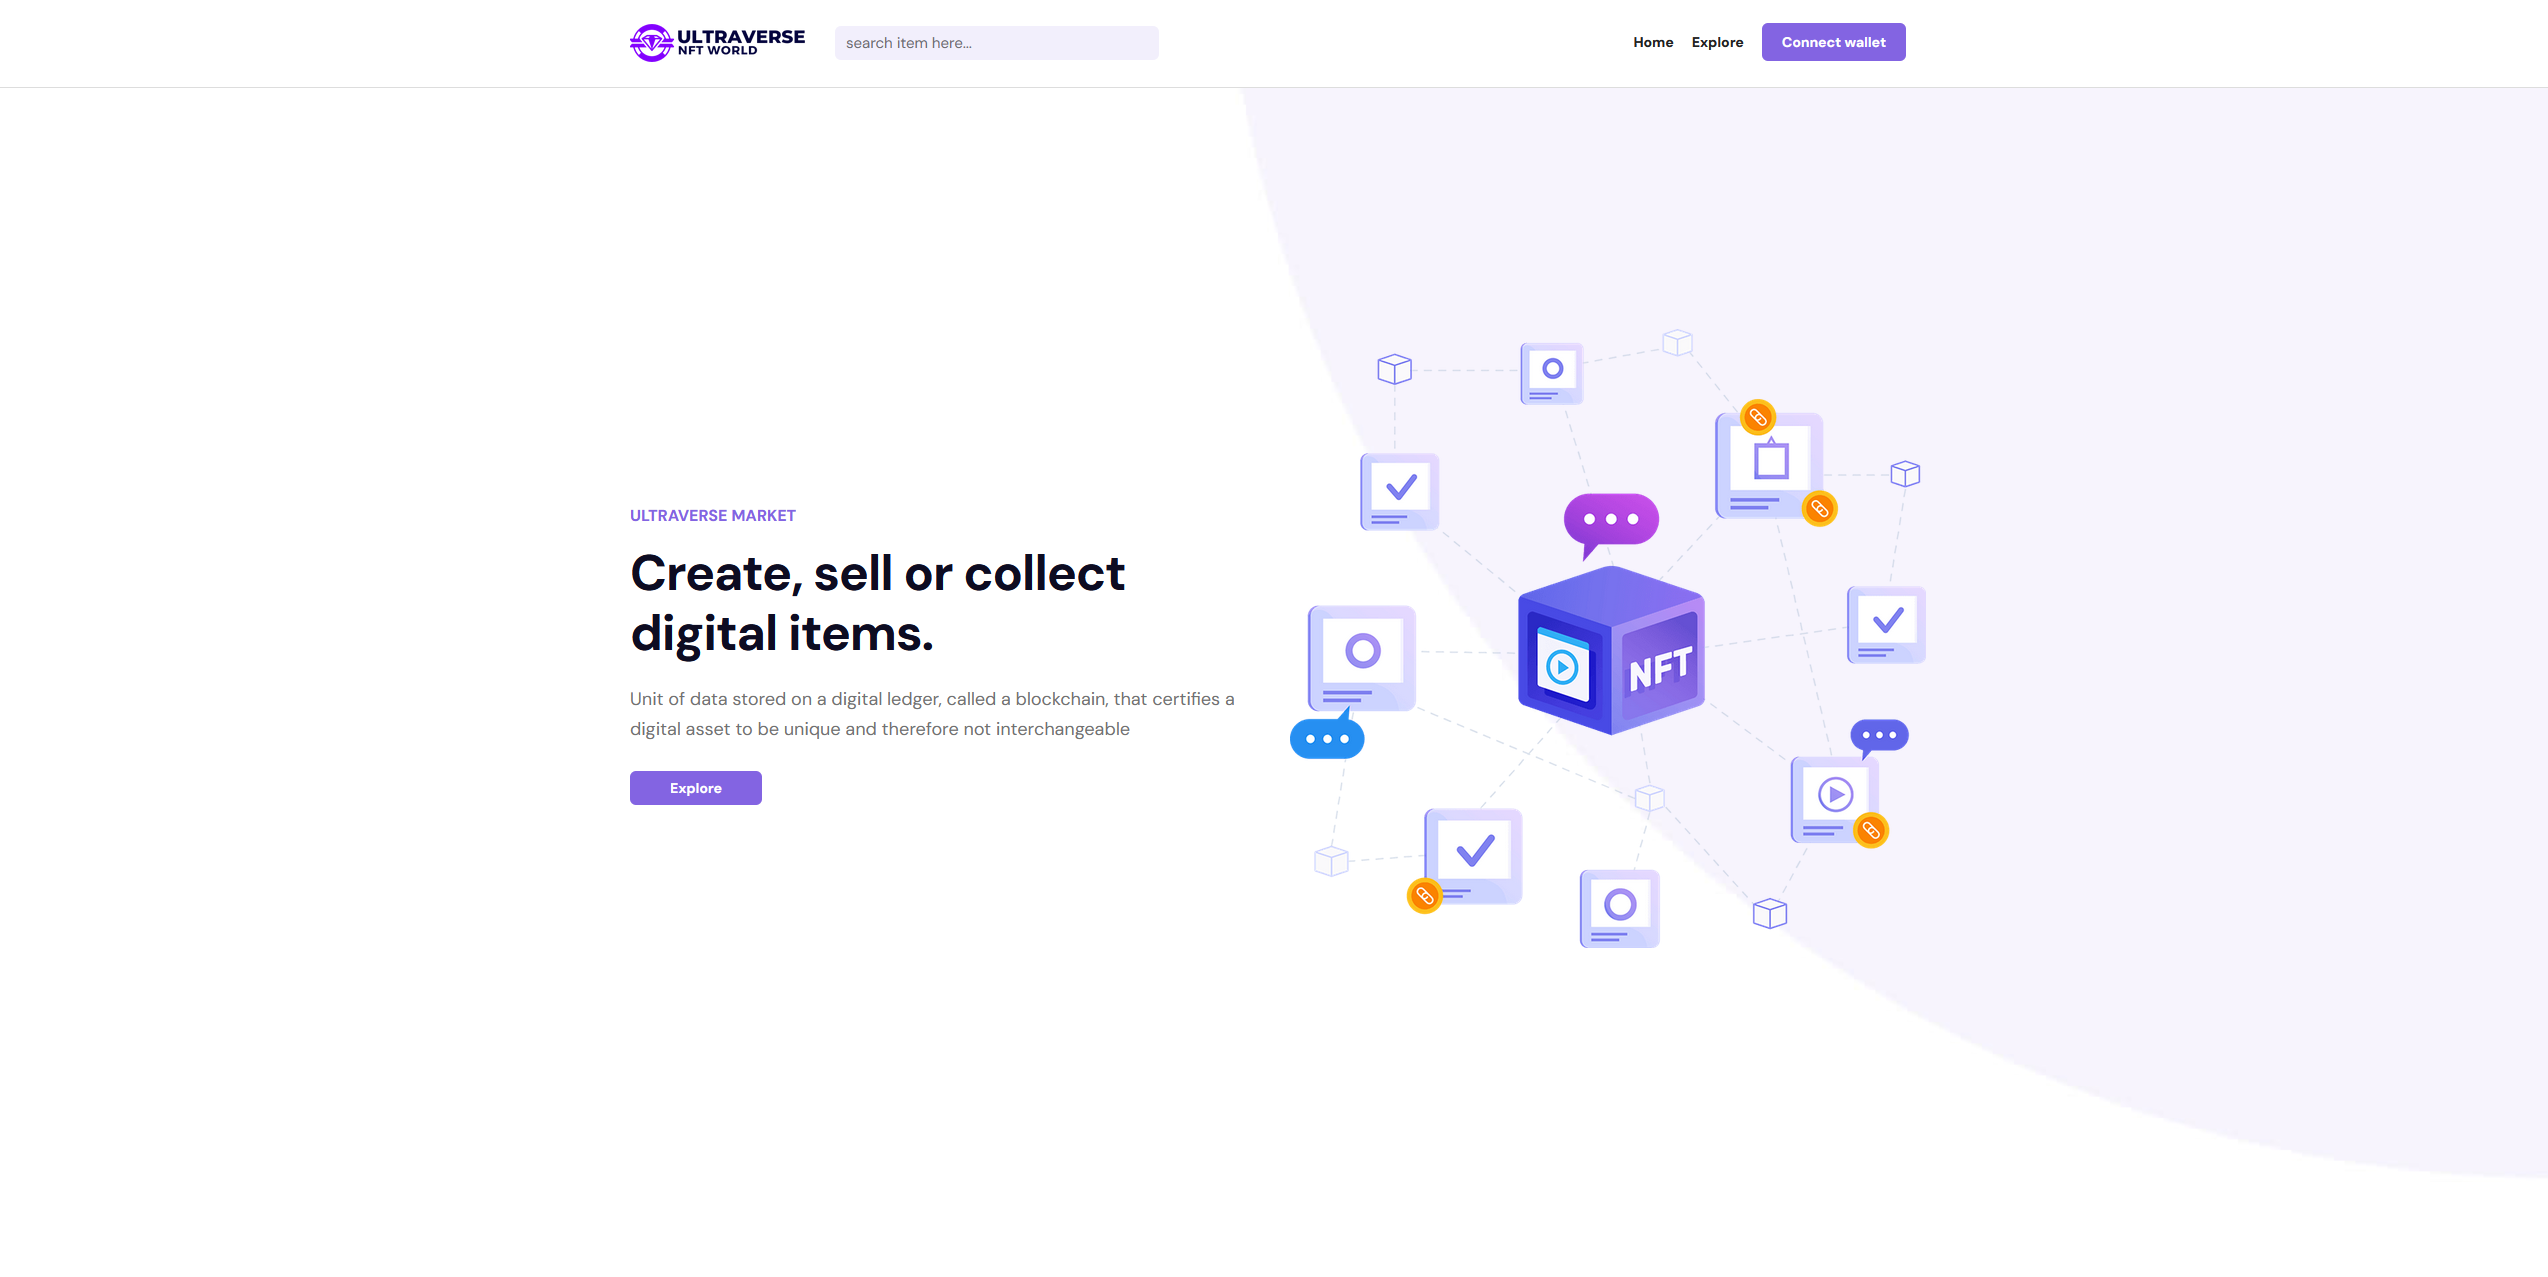 ULTRAVERSE
NFT WORLD
search item here...
Home
Explore
Connect wallet
ULTRAVERSE MARKET
Create, sell or collect
digital items.
Unit of data stored on a digital ledger, called a blockchain, that certifies a
digital asset to be unique and therefore not interchangeable
Explore
NFT